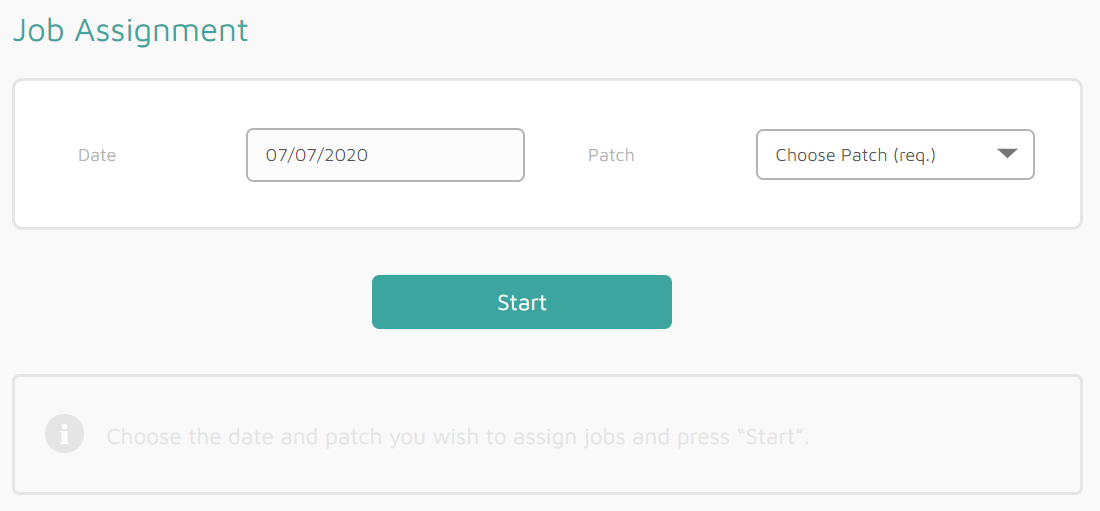 Job Assignment
Date 07/07/2020 Patch Choose Patch (req.)
Start
Choose the date and patch you wish to assign jobs and press “Start”.